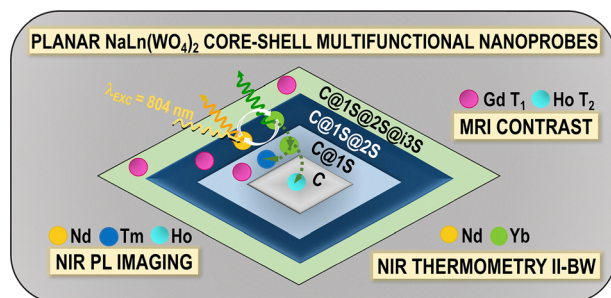 PLANAR NaLn(WO₄)₂ CORE-SHELL MULTIFUNCTIONAL NANOPROBES
λEXC = 804 nm
C@1S@2S@i3S
C@1S@2S
C@1S
C
Gd T₁ Ho T₂
MRI CONTRAST
Nd Tm Ho
NIR PL IMAGING
Nd Yb
NIR THERMOMETRY II-BW